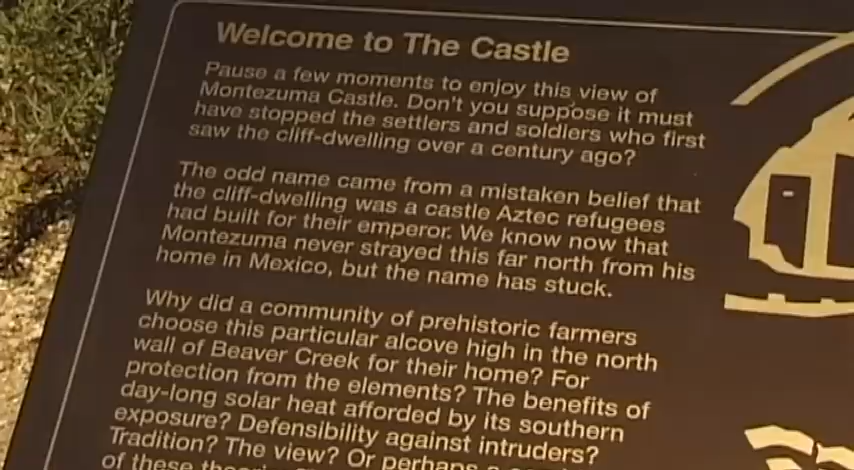 Welcome to The Castle
Pause a few moments to enjoy this view of
Montezuma Castle. Don't you suppose it must
have stopped the settlers and soldiers who first
saw the cliff-dwelling over a century ago?
The odd name came from a mistaken belief that
the cliff-dwelling was a castle Aztec refugees
had built for their emperor. We know now that
Montezuma never strayed this far north from his
home in Mexico, but the name has stuck.
Why did a community of prehistoric farmers
choose this particular alcove high in the north
wall of Beaver Creek for their home? For
protection from the elements? The benefits of
day-long solar heat afforded by its southern
exposure? Defensibility against intruders?
Tradition? The view? Or perhaps a
of these